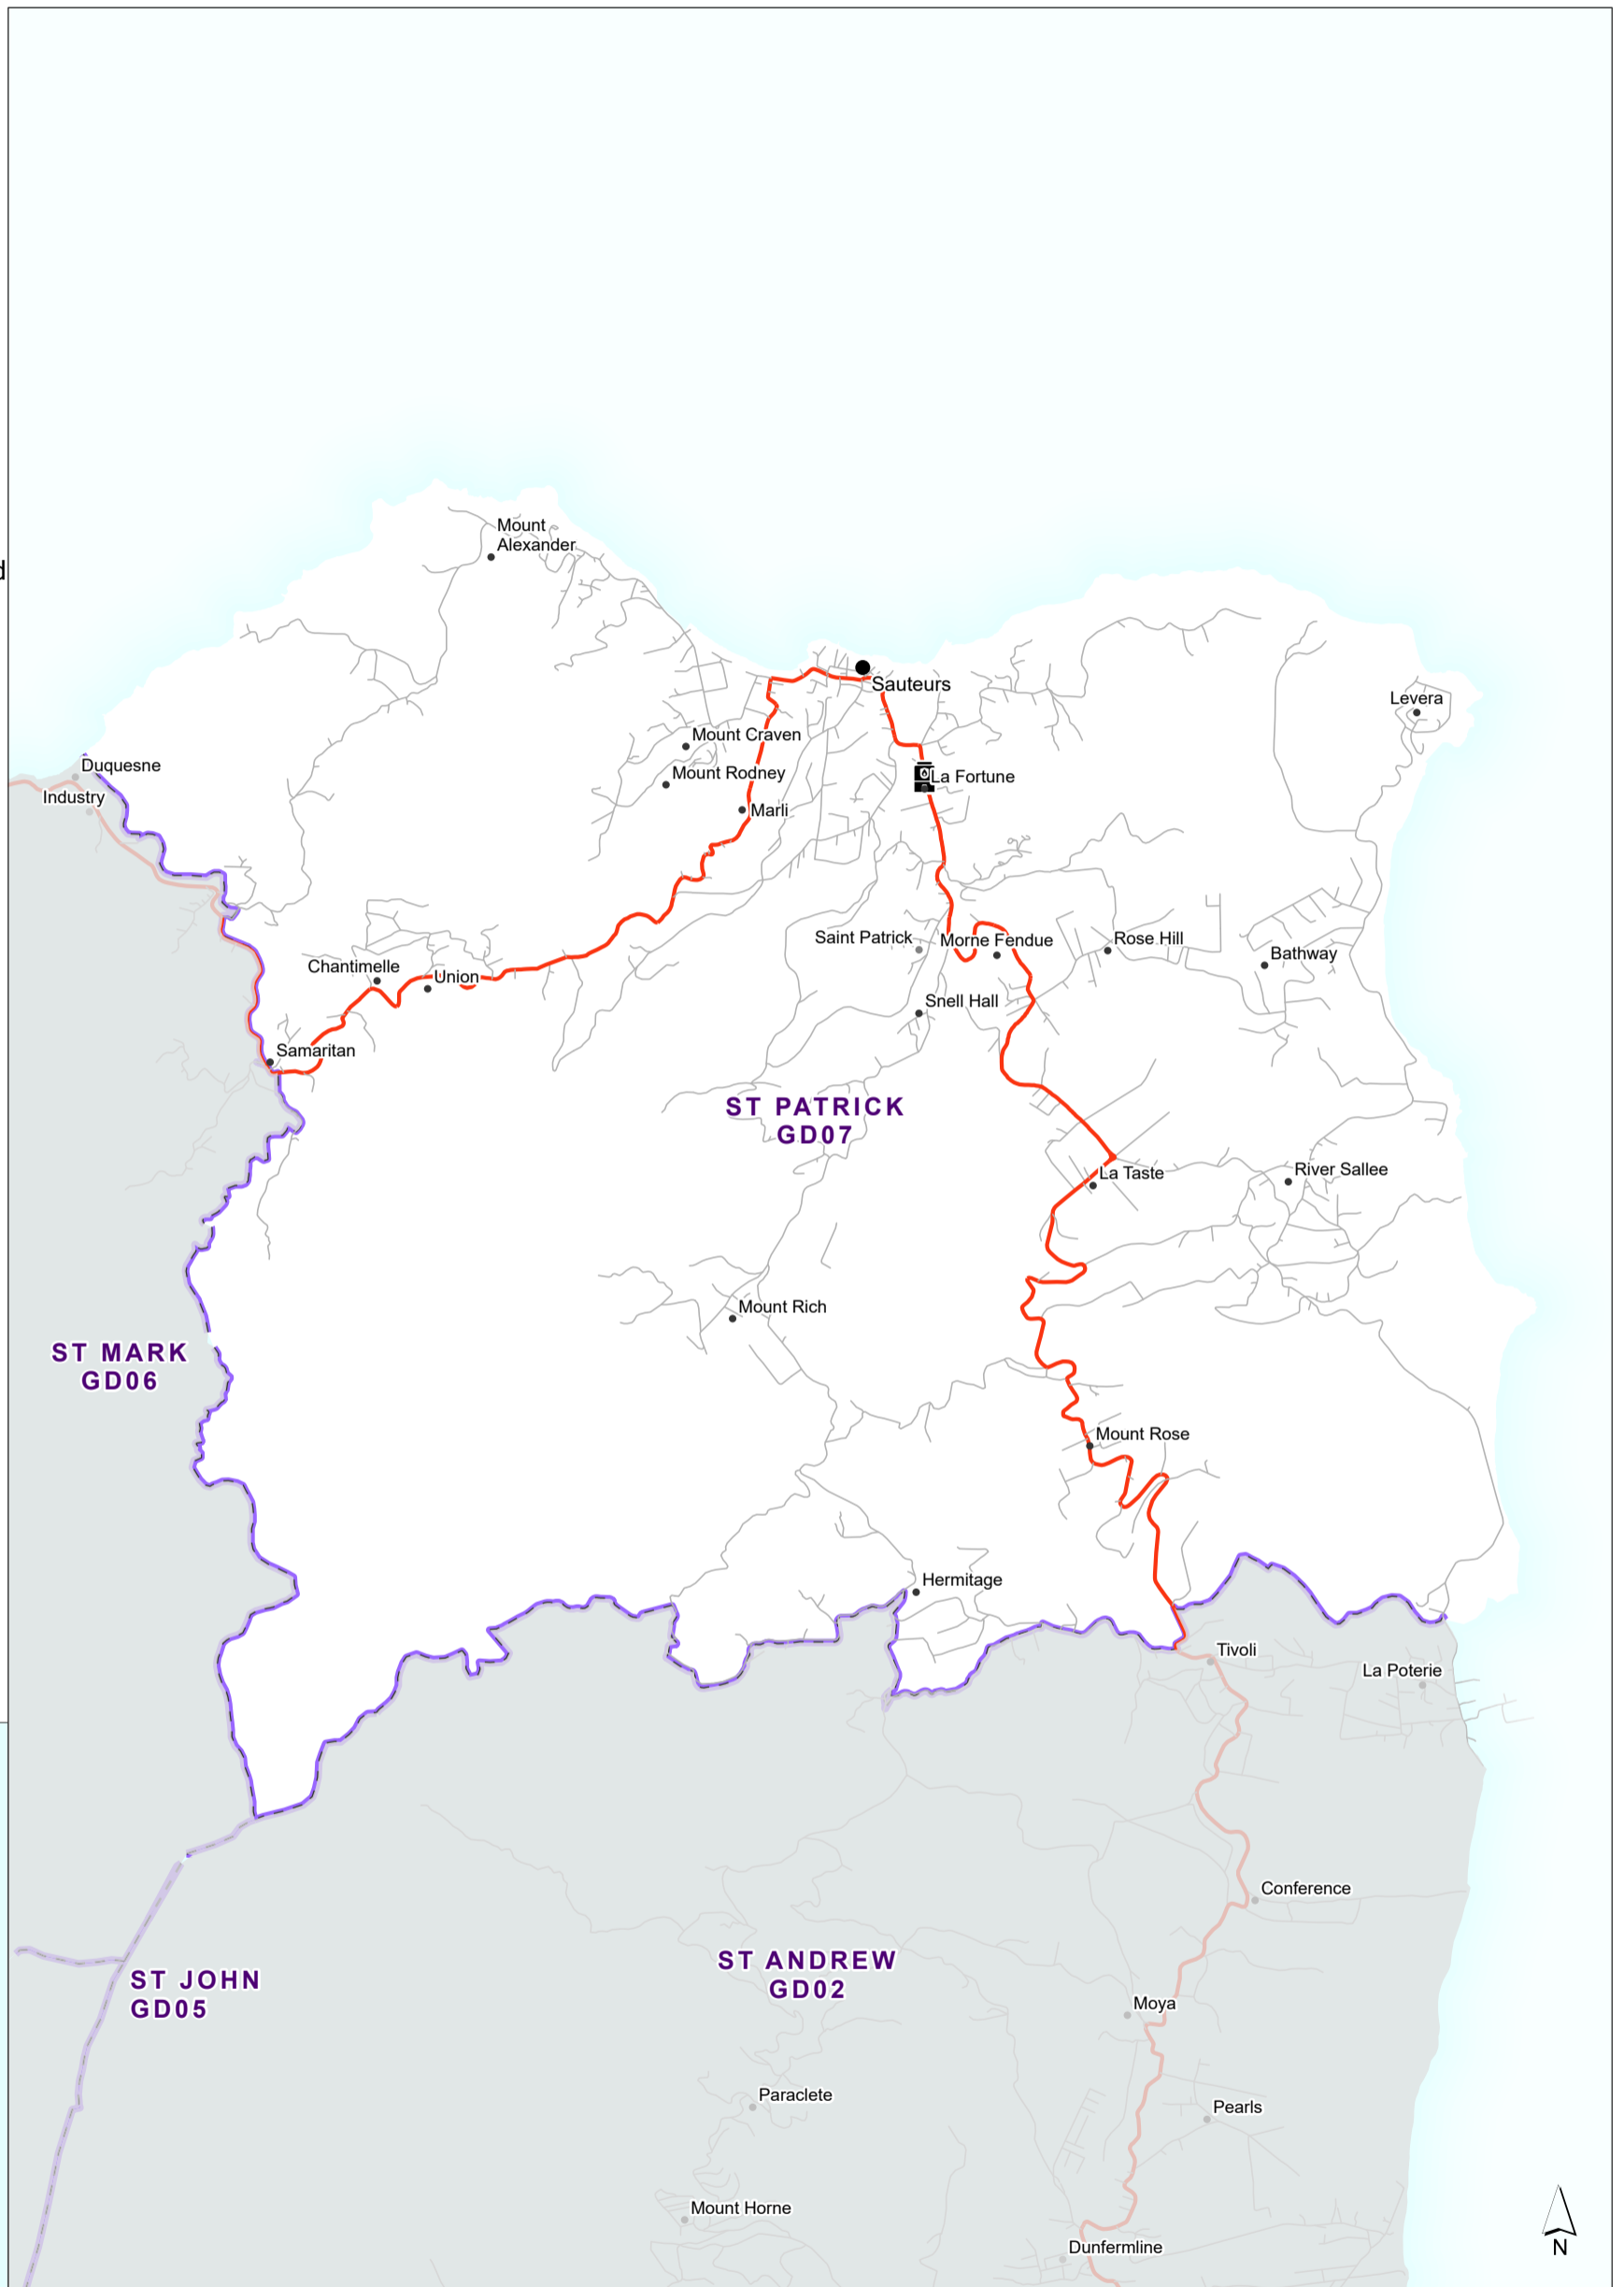 Mount
Alexander
d
Sauteurs
Levera
Mount Craven
Duquesne
Mount Rodney
La Fortune
Industry
Marli
Saint Patrick
Morne Fendue
Rose Hill
Bathway
Chantimelle
Union
Snell Hall
Samaritan
ST PATRICK
GD07
La Taste
River Sallee
Mount Rich
ST MARK
GD06
Mount Rose
Hermitage
Tivoli
La Poterie
Conference
ST ANDREW
GD02
ST JOHN
GD05
Moya
Paraclete
Pearls
Mount Horne
Dunfermline
N